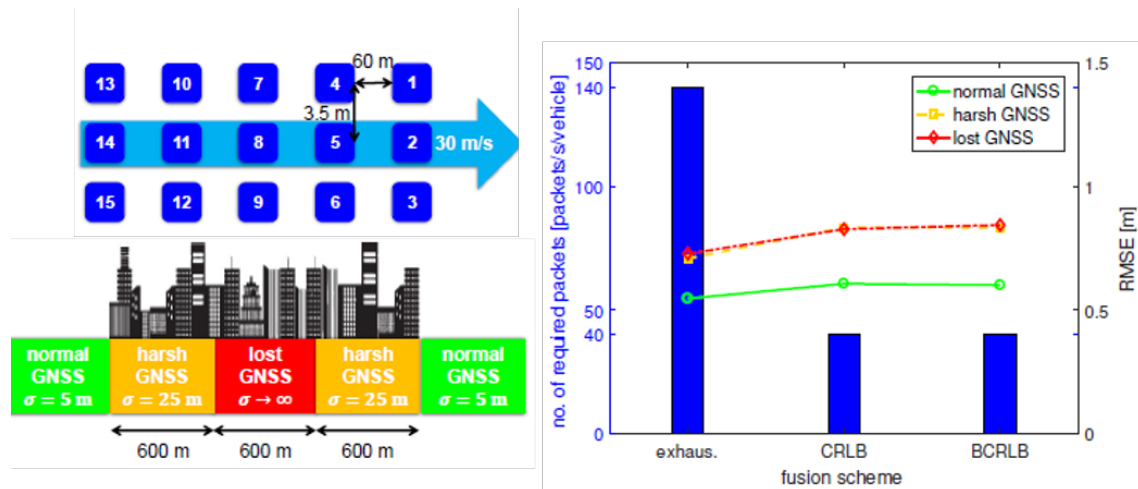 60 m
13 10 7 4 1
3.5 m
14 11 8 5 2 30 m/s
15 12 9 6 3
normal harsh lost harsh normal
GNSS GNSS GNSS GNSS GNSS
σ = 5 m σ = 25 m σ → ∞ σ = 25 m σ = 5 m
600 m 600 m 600 m
no. of required packets [packets/s/vehicle]
150
140
100
50
40
0
normal GNSS
harsh GNSS
lost GNSS
1.5
1
0.5
0
RMSE [m]
exhaus. CRLB BCRLB
fusion scheme